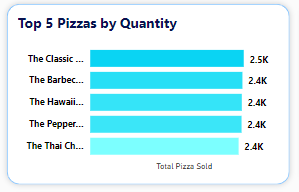 Top 5 Pizzas by Quantity
The Classic ... 2.5K
The Barbec... 2.4K
The Hawaii... 2.4K
The Pepper... 2.4K
The Thai Ch... 2.4K
Total Pizza Sold